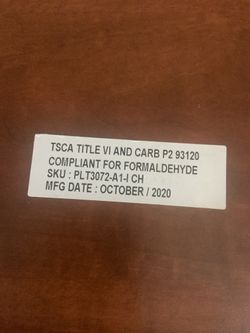 TSCA TITLE VI AND CARB P2 93120
COMPLIANT FOR FORMALDEHYDE
SKU : PLT3072-A1-I CH
MFG DATE : OCTOBER / 2020